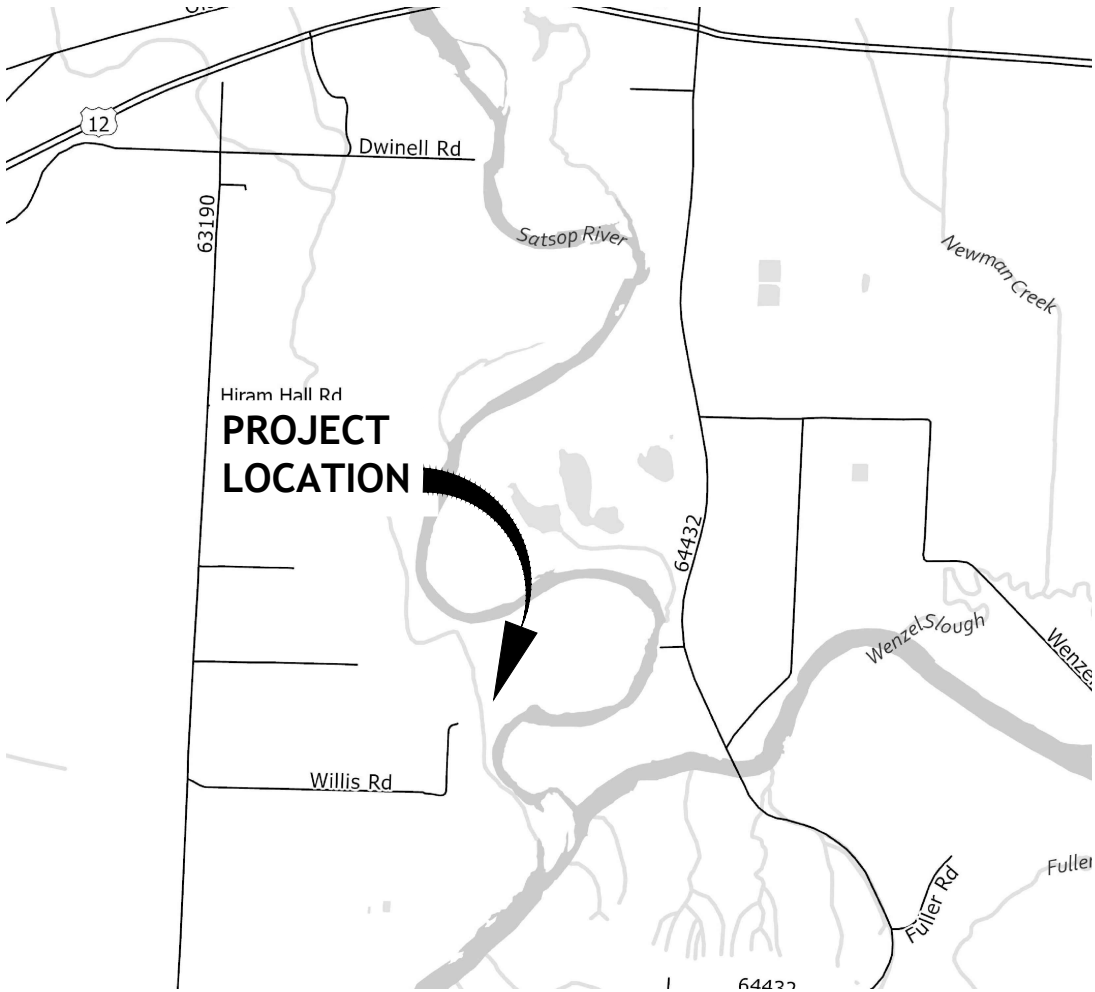 12
Dwinell Rd
63190
Satsop River
Newman Creek
Hiram Hall Rd
PROJECT
LOCATION
64432
Wenzel Slough
Wenzel
Willis Rd
Fuller
Fuller Rd
64432